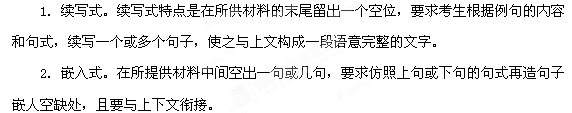 1. 续写式。续写式特点是在所供材料的末尾留出一个空位，要求考生根据例句的内容
和句式，续写一个或多个句子，使之与上文构成一段语意完整的文字。
2. 嵌入式。在所提供材料中间空出一句或几句，要求仿照上句或下句的句式再造句子
嵌人空缺处，且要与上下文衔接。